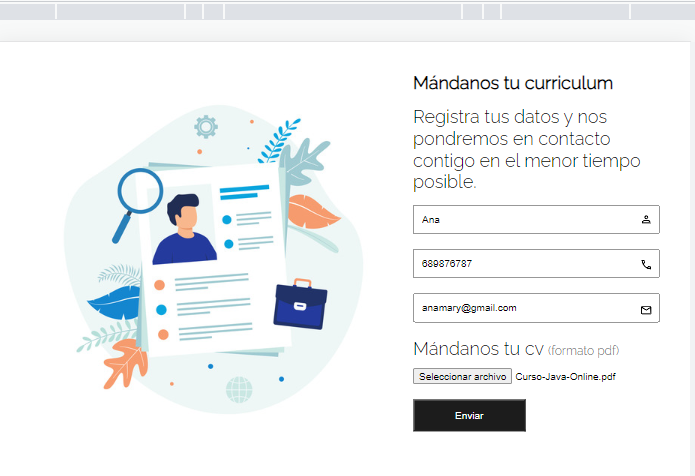 Mándanos tu curriculum
Registra tus datos y nos
pondremos en contacto
contigo en el menor tiempo
posible.
Ana
689876787
anamary@gmail.com
Mándanos tu cv (formato pdf)
Seleccionar archivo Curso-Java-Online.pdf
Enviar